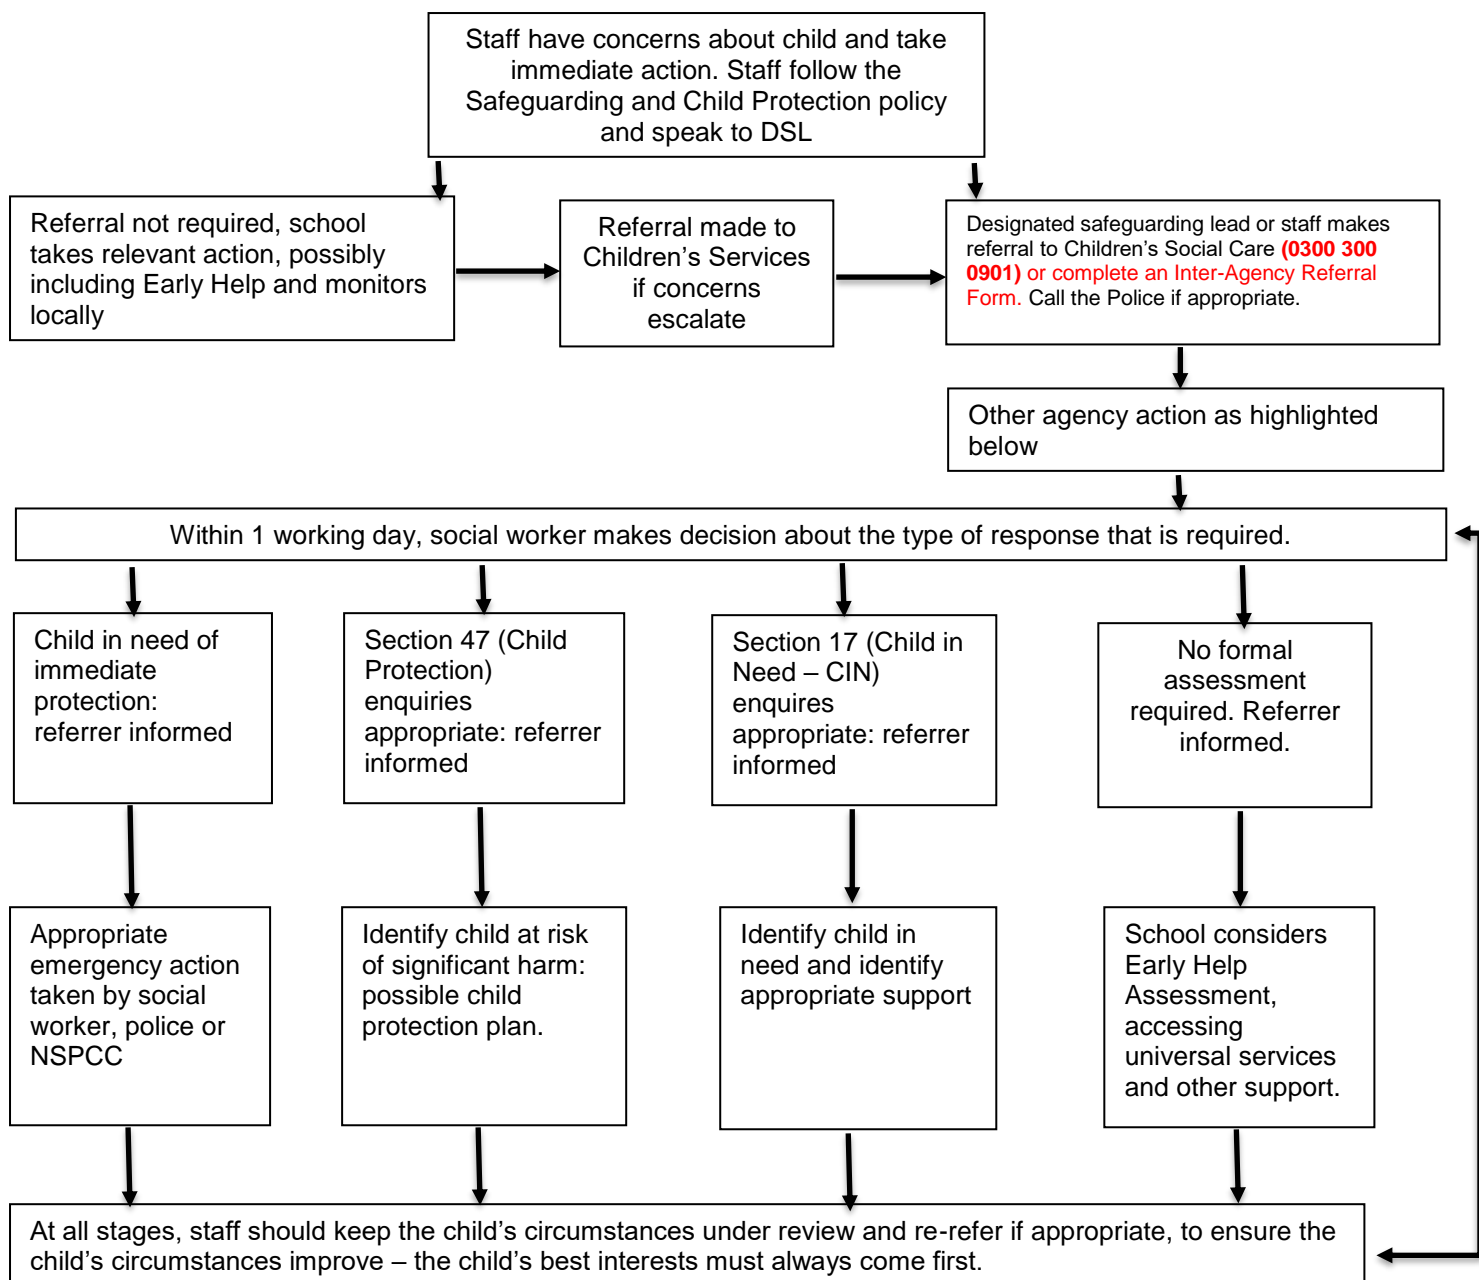 Staff have concerns about child and take
immediate action. Staff follow the
Safeguarding and Child Protection policy
and speak to DSL
Referral not required, school
takes relevant action, possibly
including Early Help and monitors
locally
Referral made to
Children’s Services
if concerns
escalate
Designated safeguarding lead or staff makes
referral to Children’s Social Care (0300 300
0901) or complete an Inter-Agency Referral
Form. Call the Police if appropriate.
Other agency action as highlighted
below
Within 1 working day, social worker makes decision about the type of response that is required.
Child in need of
immediate
protection:
referrer informed
Section 47 (Child
Protection)
enquiries
appropriate: referrer
informed
Section 17 (Child in
Need – CIN)
enquires
appropriate: referrer
informed
No formal
assessment
required. Referrer
informed.
Appropriate
emergency action
taken by social
worker, police or
NSPCC
Identify child at risk
of significant harm:
possible child
protection plan.
Identify child in
need and identify
appropriate support
School considers
Early Help
Assessment,
accessing
universal services
and other support.
At all stages, staff should keep the child’s circumstances under review and re-refer if appropriate, to ensure the
child’s circumstances improve – the child’s best interests must always come first.